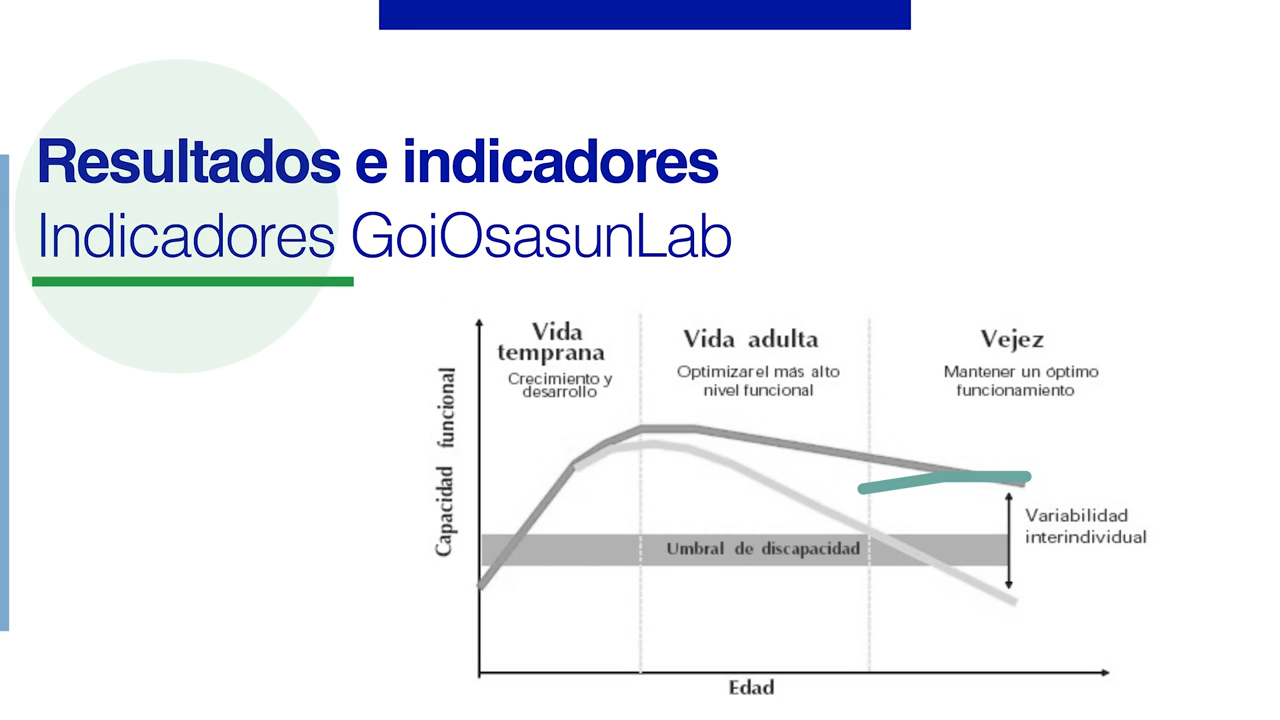 Resultados e indicadores
Indicadores GoiOsasunLab
Vida
temprana
Crecimiento y
desarrollo
Vida adulta
Optimizar el más alto
nivel funcional
Vejez
Mantener un óptimo
funcionamiento
Capacidad funcional
Umbral de discapacidad
Variabilidad
interindividual
Edad